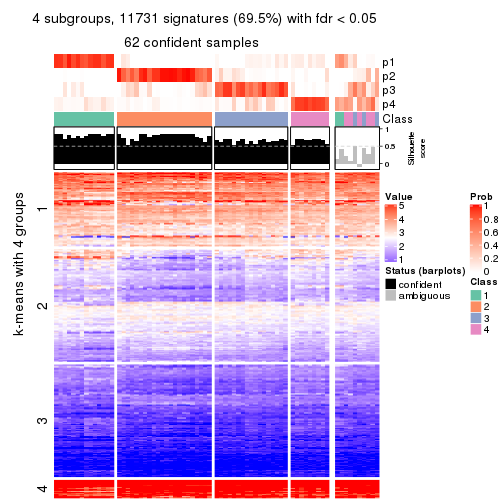 4 subgroups, 11731 signatures (69.5%) with fdr < 0.05
62 confident samples
p1
p2
p3
p4
Class
1
0.5
0
Silhouette
score
k-means with 4 groups
1
2
3
4
Value
5
4
3
2
1
Prob
1
0.8
0.6
0.4
0.2
0
Status (barplots)
confident
ambiguous
Class
1
2
3
4